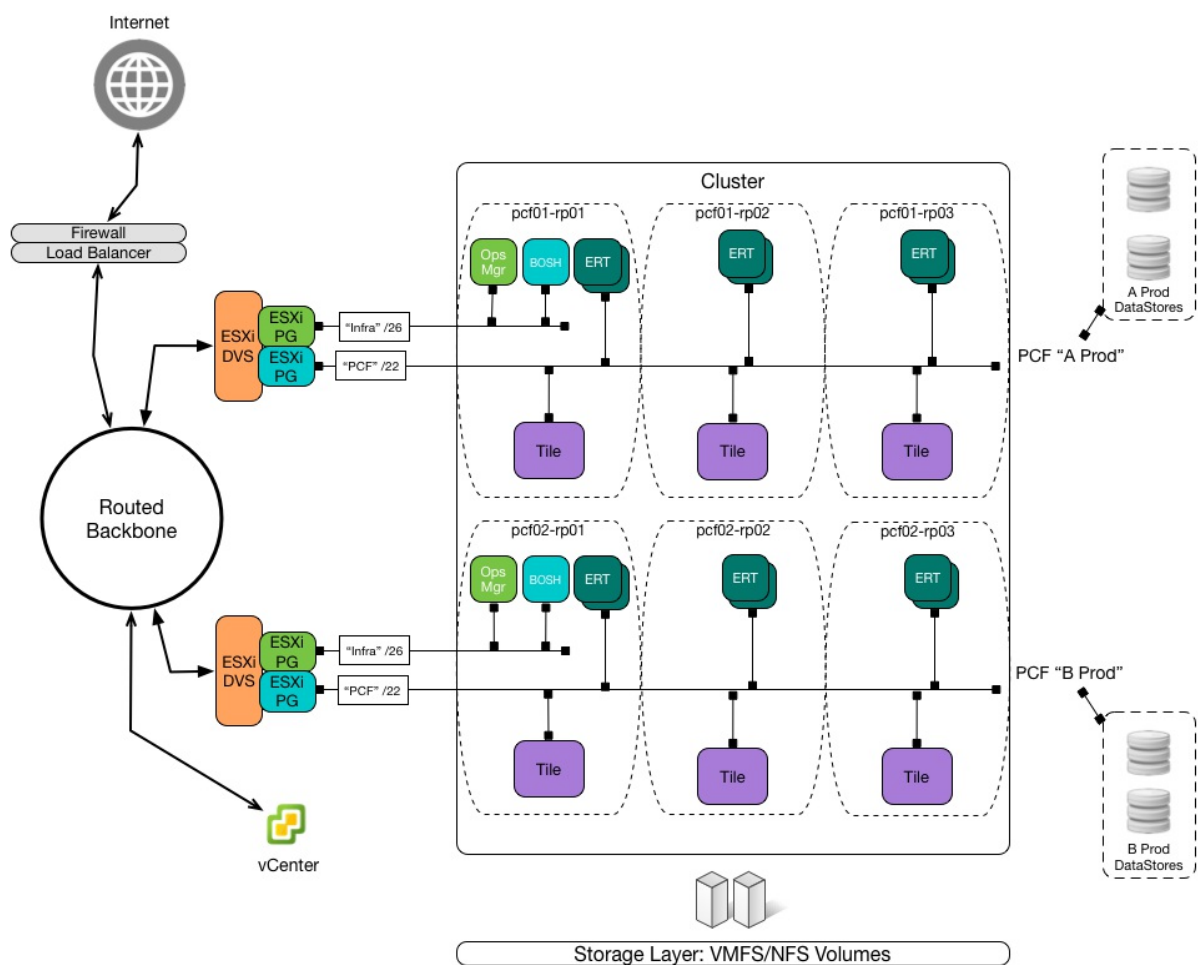 Internet
Firewall
Load Balancer
Cluster
pcf01-rp01
pcf01-rp02
pcf01-rp03
Ops
Mgr
BOSH
ERT
ERT
ERT
A Prod
DataStores
ESXi
DVS
ESXi
PG
ESXi
PG
"Infra" /26
"PCF" /22
PCF "A Prod"
Tile
Tile
Tile
Routed
Backbone
pcf02-rp01
pcf02-rp02
pcf02-rp03
Ops
Mgr
BOSH
ERT
ERT
ERT
ESXi
DVS
ESXi
PG
ESXi
PG
"Infra" /26
"PCF" /22
PCF "B Prod"
Tile
Tile
Tile
B Prod
DataStores
vCenter
Storage Layer: VMFS/NFS Volumes